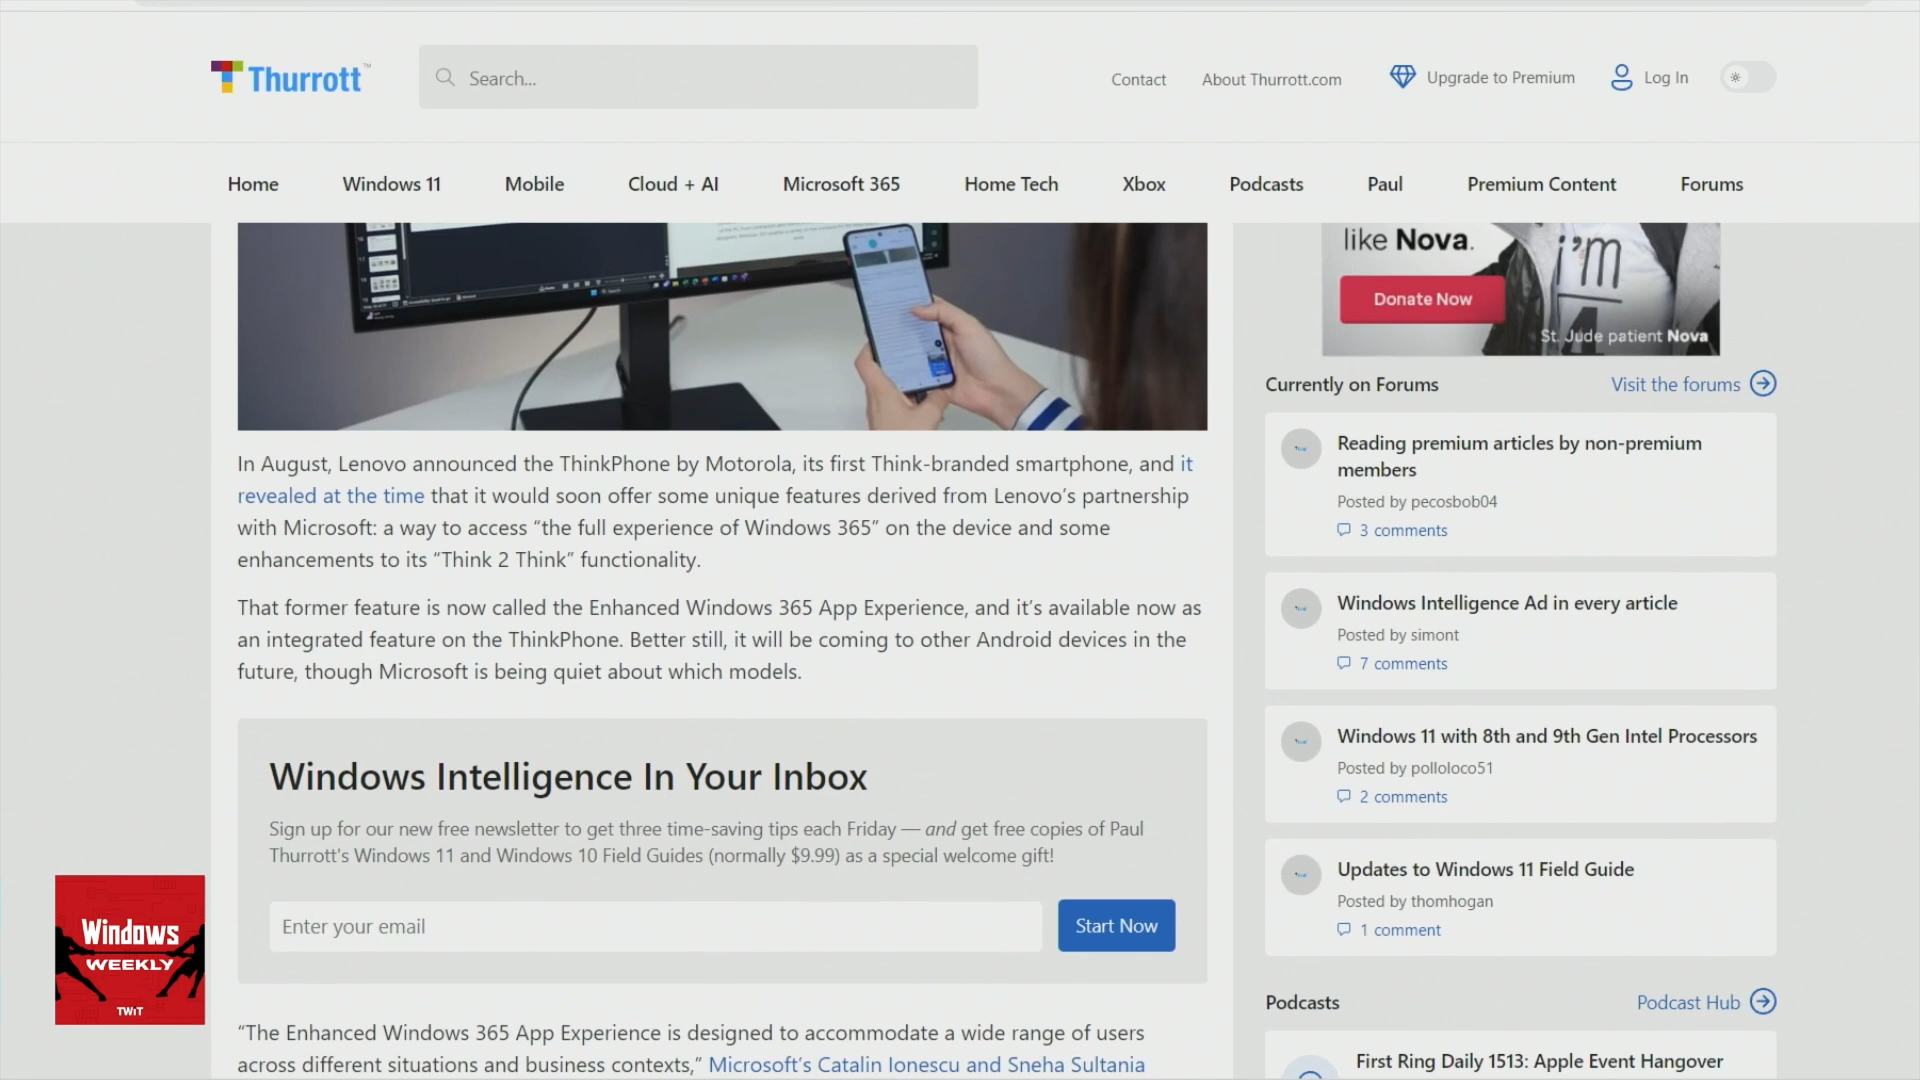 Thurrott™
Search...
Contact
About Thurrott.com
Upgrade to Premium
Log In
Home
Windows 11
Mobile
Cloud + AI
Microsoft 365
Home Tech
Xbox
Podcasts
Paul
Premium Content
Forums
In August, Lenovo announced the ThinkPhone by Motorola, its first Think-branded smartphone, and it
revealed at the time that it would soon offer some unique features derived from Lenovo’s partnership
with Microsoft: a way to access “the full experience of Windows 365” on the device and some
enhancements to its “Think 2 Think” functionality.
That former feature is now called the Enhanced Windows 365 App Experience, and it’s available now as
an integrated feature on the ThinkPhone. Better still, it will be coming to other Android devices in the
future, though Microsoft is being quiet about which models.
Windows Intelligence In Your Inbox
Sign up for our new free newsletter to get three time-saving tips each Friday — and get free copies of Paul
Thurrott's Windows 11 and Windows 10 Field Guides (normally $9.99) as a special welcome gift!
Enter your email
Start Now
“The Enhanced Windows 365 App Experience is designed to accommodate a wide range of users
across different situations and business contexts,” Microsoft’s Catalin Ionescu and Sneha Sultania
like Nova.
Donate Now
i'm
St. Jude patient Nova
Currently on Forums
Visit the forums
Reading premium articles by non-premium
members
Posted by pecosbob04
3 comments
Windows Intelligence Ad in every article
Posted by simont
7 comments
Windows 11 with 8th and 9th Gen Intel Processors
Posted by polloloco51
2 comments
Updates to Windows 11 Field Guide
Posted by thomhogan
1 comment
Podcasts
Podcast Hub
First Ring Daily 1513: Apple Event Hangover
Windows
WEEKLY
TWiT